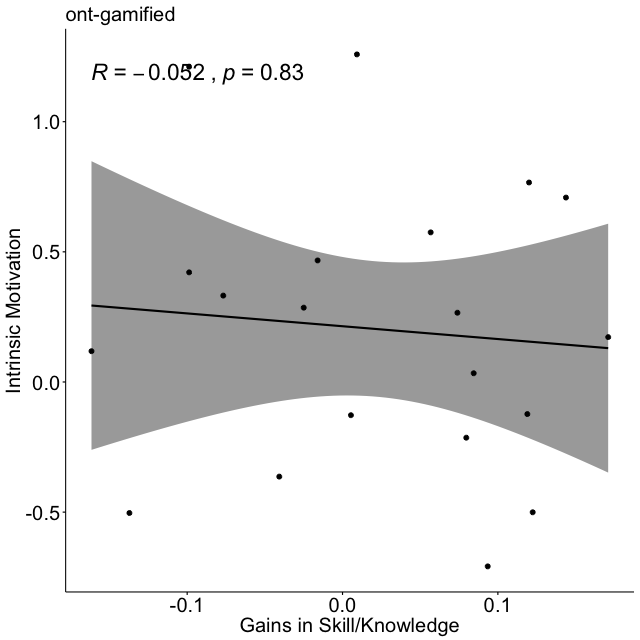 ont-gamified
R = −0.052 , p = 0.83
Intrinsic Motivation
1.0
0.5
0.0
-0.5
-0.1 0.0 0.1
Gains in Skill/Knowledge